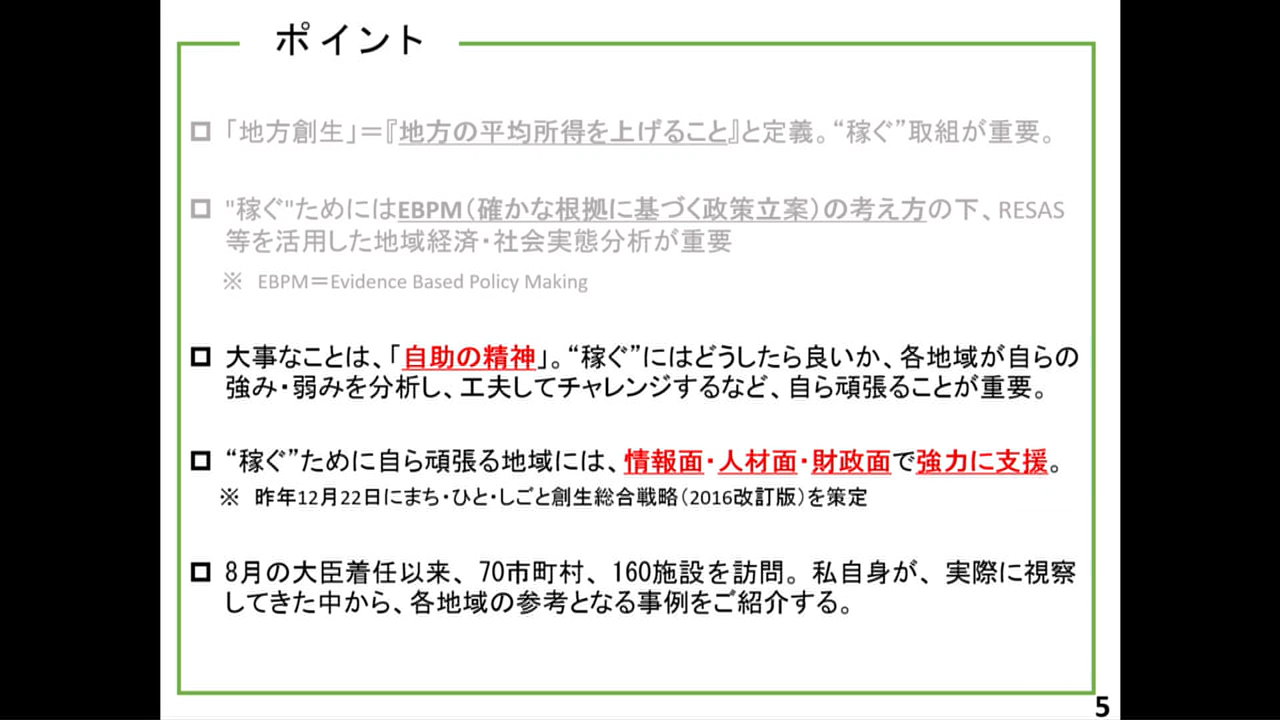 ポイント
「地方創生」＝『地方の平均所得を上げること』と定義。“稼ぐ”取組が重要。
"稼ぐ"ためにはEBPM（確かな根拠に基づく政策立案）の考え方の下、RESAS
等を活用した地域経済・社会実態分析が重要
※ EBPM＝Evidence Based Policy Making
大事なことは、「自助の精神」。“稼ぐ”にはどうしたら良いか、各地域が自らの
強み・弱みを分析し、工夫してチャレンジするなど、自ら頑張ることが重要。
“稼ぐ”ために自ら頑張る地域には、情報面・人材面・財政面で強力に支援。
※ 昨年12月22日にまち・ひと・しごと創生総合戦略（2016改訂版）を策定
8月の大臣着任以来、70市町村、160施設を訪問。私自身が、実際に視察
してきた中から、各地域の参考となる事例をご紹介する。
5